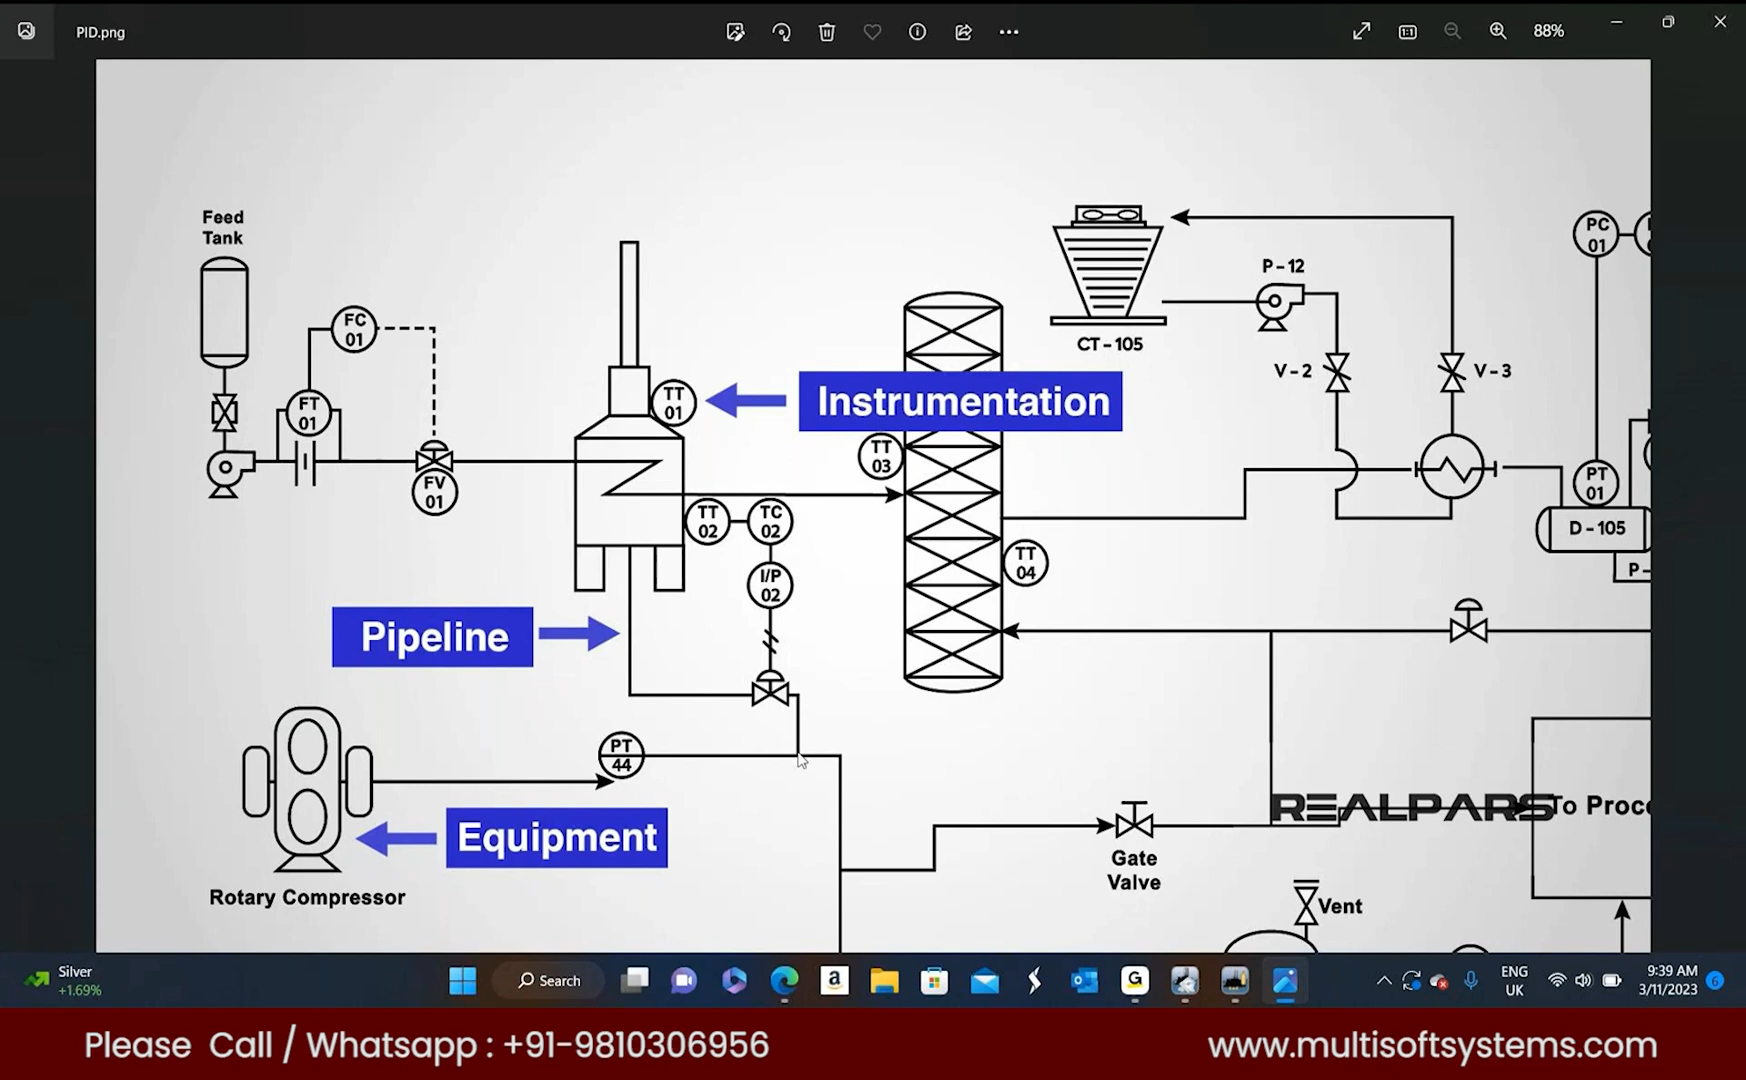 PID.png
88%
Feed
Tank
FC
01
FT
01
FV
01
TT
01
Instrumentation
TT
03
TT
02
TC
02
I/P
02
TT
04
CT-105
P-12
V-2
V-3
PC
01
PT
01
D-105
P-
Pipeline
PT
44
Equipment
Rotary Compressor
REALPARS
To Proce
Gate
Valve
Vent
Silver
+1.69%
Search
ENG
UK
9:39 AM
3/11/2023
6
Please Call / Whatsapp : +91-9810306956
www.multisoftsystems.com